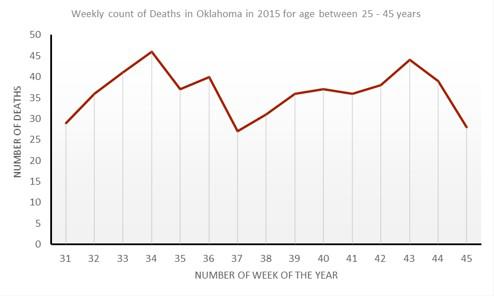 Weekly count of Deaths in Oklahoma in 2015 for age between 25 - 45 years
50
45
40
35
30
25
20
15
10
5
0
NUMBER OF DEATHS
31 32 33 34 35 36 37 38 39 40 41 42 43 44 45
NUMBER OF WEEK OF THE YEAR